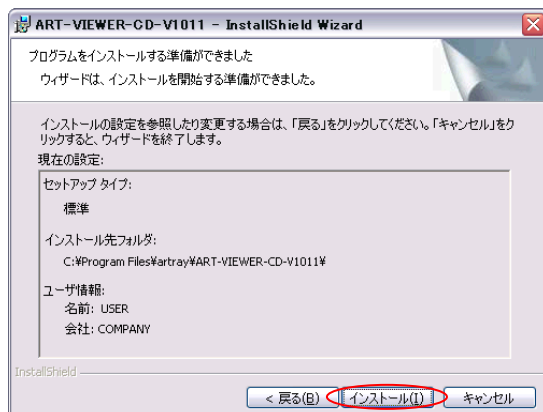 ART-VIEWER-CD-V1011 - InstallShield Wizard
プログラムをインストールする準備ができました
ウィザードは、インストールを開始する準備ができました。
インストールの設定を参照したり変更する場合は、「戻る」をクリックしてください。「キャンセル」をク
リックすると、ウィザードを終了します。
現在の設定:
セットアップ タイプ:
標準
インストール先フォルダ:
C:¥Program Files¥artray¥ART-VIEWER-CD-V1011¥
ユーザ情報:
名前: USER
会社: COMPANY
InstallShield
< 戻る(B) インストール(I) キャンセル